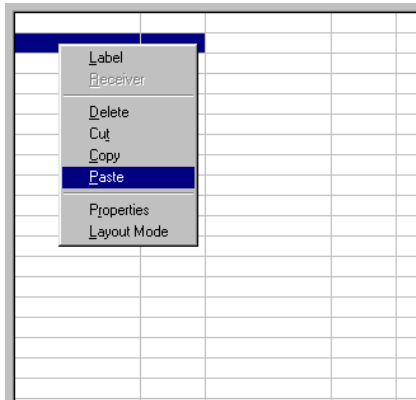 Label
Receiver
Delete
Cut
Copy
Paste
Properties
Layout Mode